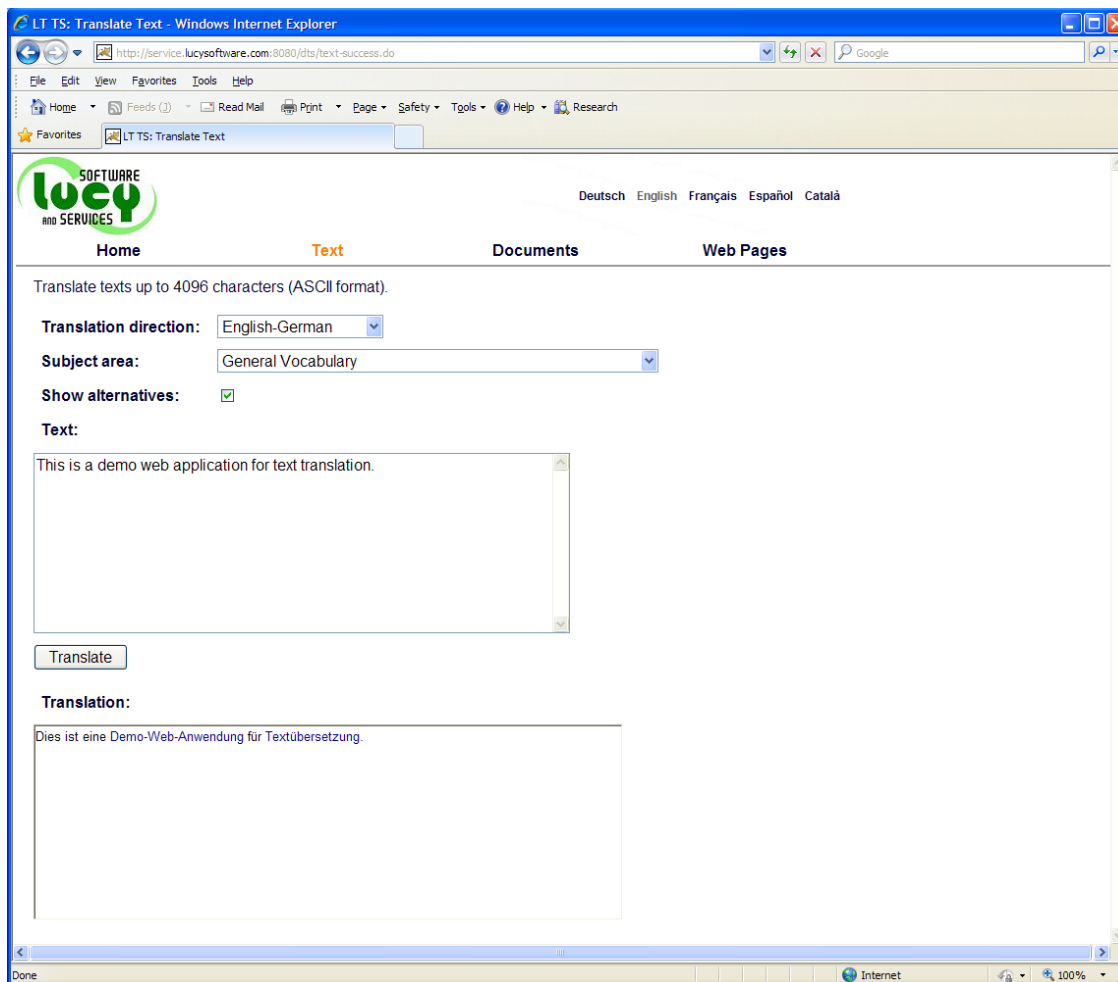 LT TS: Translate Text - Windows Internet Explorer
http://service.lucysoftware.com:8080/dts/text-success.do
Google
File Edit View Favorites Tools Help
Home Feeds (J) Read Mail Print Page Safety Tools Help Research
Favorites LT TS: Translate Text
SOFTWARE
lucy
AND SERVICES
Deutsch English Français Español Català
Home Text Documents Web Pages
Translate texts up to 4096 characters (ASCII format).
Translation direction: English-German
Subject area: General Vocabulary
Show alternatives:
Text:
This is a demo web application for text translation.
Translate
Translation:
Dies ist eine Demo-Web-Anwendung für Textübersetzung.
Done Internet 100%